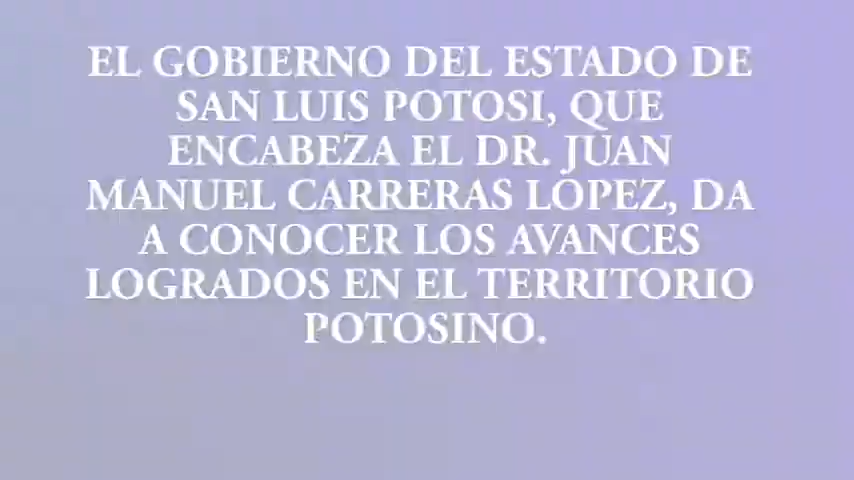 EL GOBIERNO DEL ESTADO DE
SAN LUIS POTOSI, QUE
ENCABEZA EL DR. JUAN
MANUEL CARRERAS LÓPEZ, DA
A CONOCER LOS AVANCES
LOGRADOS EN EL TERRITORIO
POTOSINO.